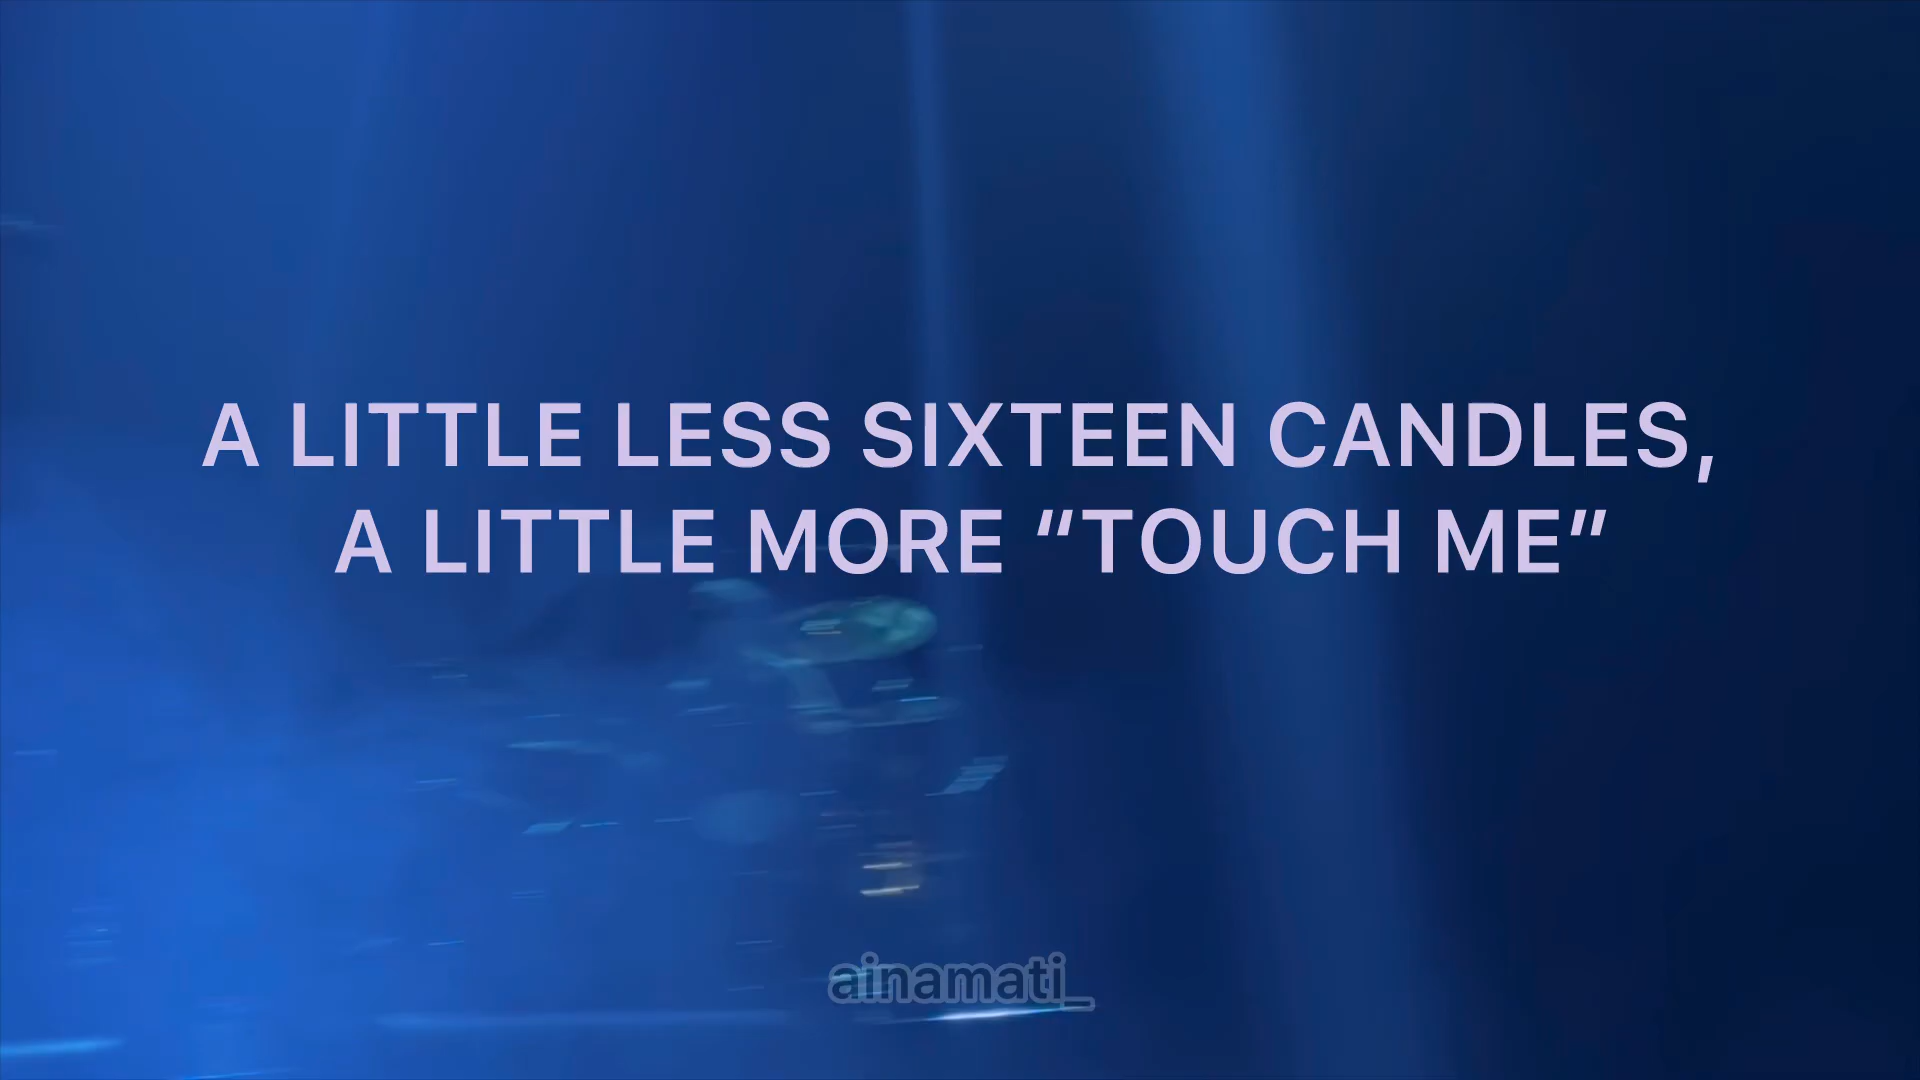 A LITTLE LESS SIXTEEN CANDLES,
A LITTLE MORE “TOUCH ME”
ainamati_